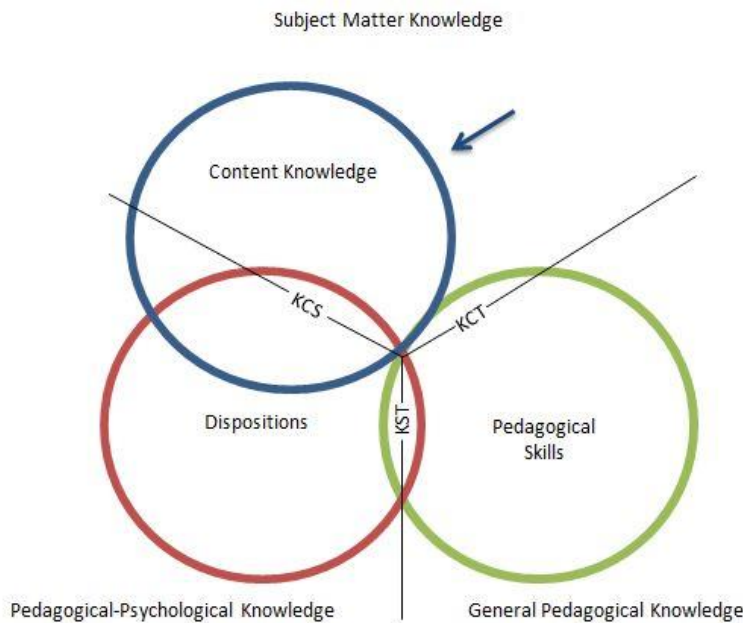 Subject Matter Knowledge
Content Knowledge
KCS
KCT
KST
Dispositions
Pedagogical
Skills
Pedagogical-Psychological Knowledge
General Pedagogical Knowledge